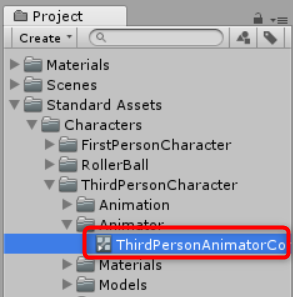 Project
Create
Materials
Scenes
Standard Assets
Characters
FirstPersonCharacter
RollerBall
ThirdPersonCharacter
Animation
Animator
ThirdPersonAnimatorCo
Materials
Models